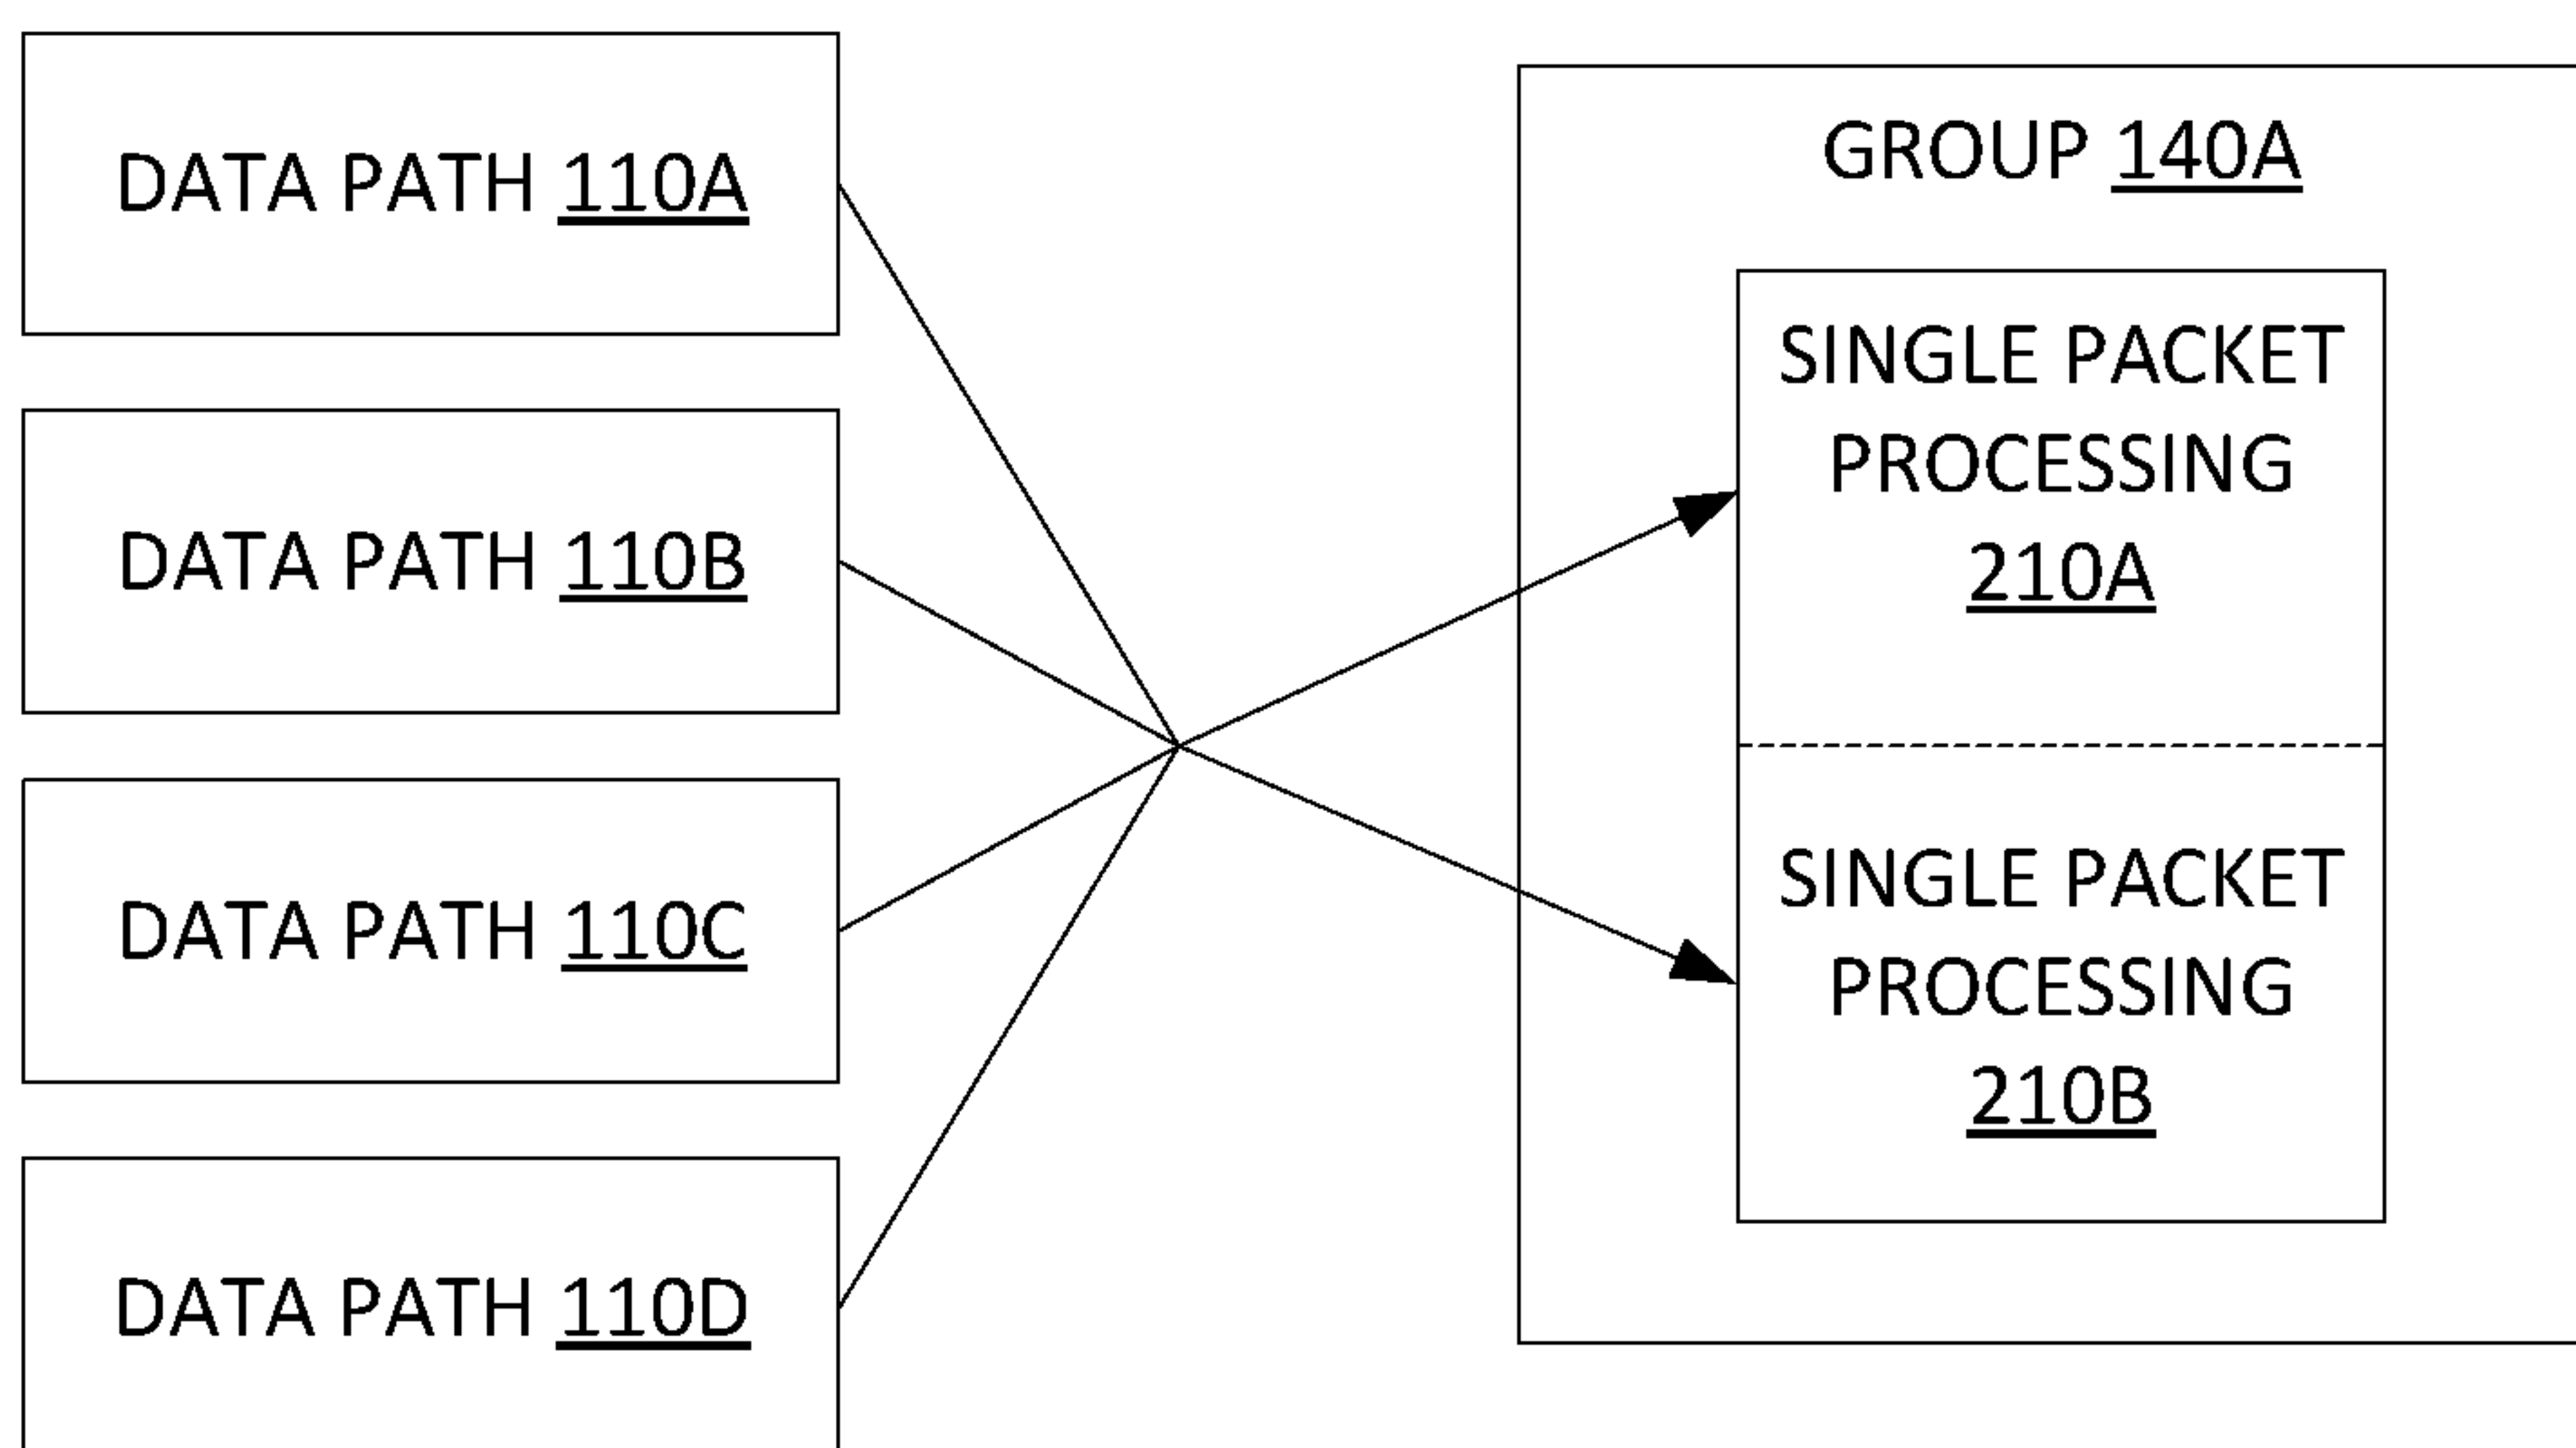 DATA PATH 110A
DATA PATH 110B
DATA PATH 110C
DATA PATH 110D
GROUP 140A
SINGLE PACKET
PROCESSING
210A
SINGLE PACKET
PROCESSING
210B